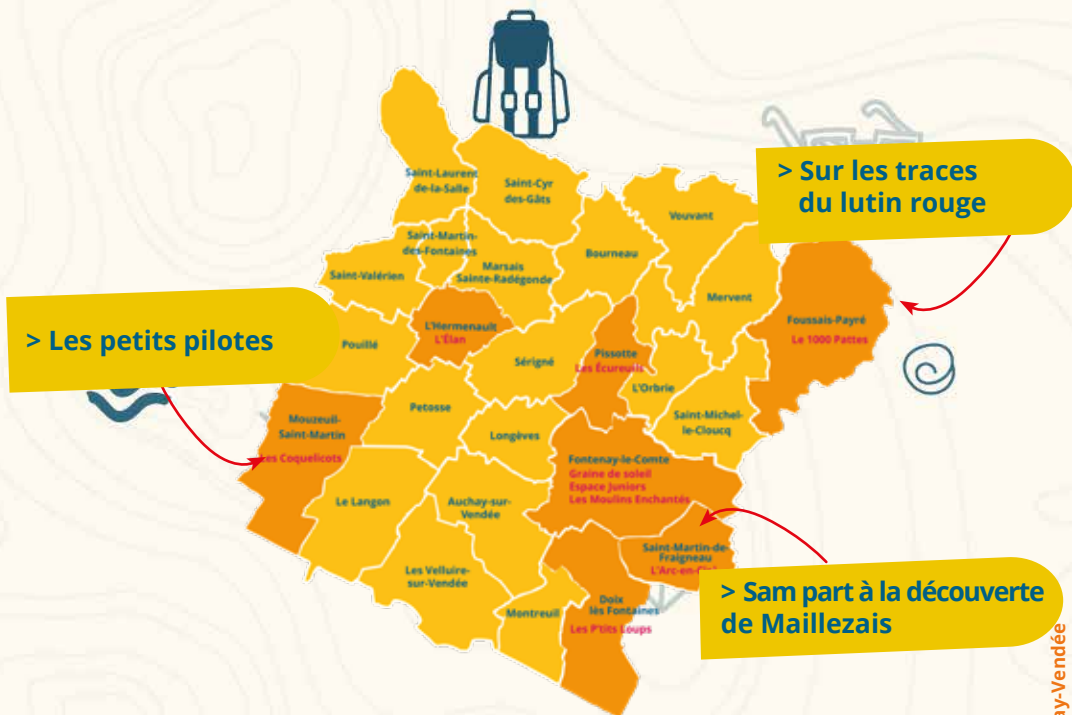 > Sur les traces
du lutin rouge
> Les petits pilotes
> Sam part à la découverte
de Maillezais
Saint-Laurent
de-la-Salle
Saint-Cyr
des-Gâts
Vouvant
Saint-Martin-
des-Fontaines
Bourneau
Marsais
Sainte-Radégonde
Saint-Valérien
Mervent
L'Hermenault
L'Élan
Foussais-Payré
Le 1000 Pattes
Pouillé
Sérigné
Pissotte
Les Écureuils
L'Orbrie
Petosse
Saint-Michel-
le-Cloucq
Mouzeuil-
Saint-Martin
Les Coquelicots
Longèves
Fontenay-le-Comte
Graine de soleil
Espace Juniors
Les Moulins Enchantés
Le Langon
Auchay-sur-
Vendée
Saint-Martin-de-
Fraigneau
L'Arc-en-Ciel
Les Velluire-
sur-Vendée
Montreuil
Doix
lès Fontaines
Les P'tits Loups
ay-Vendée